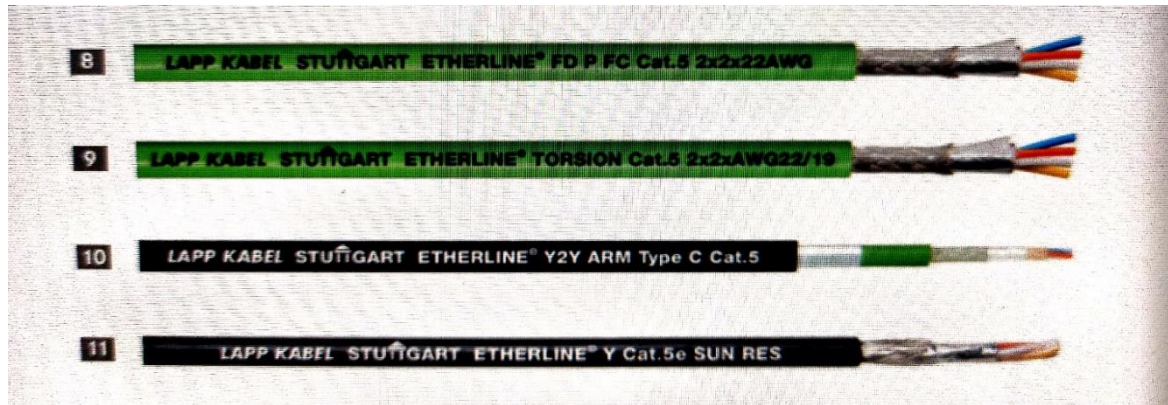 8 LAPP KABEL STUTTGART ETHERLINE® FD P FC Cat.5 2x2x22AWG
9 LAPP KABEL STUTTGART ETHERLINE® TORSION Cat.5 2x2xAWG22/19
10 LAPP KABEL STUTTGART ETHERLINE® Y2Y ARM Type C Cat.5
11 LAPP KABEL STUTTGART ETHERLINE® Y Cat.5e SUN RES